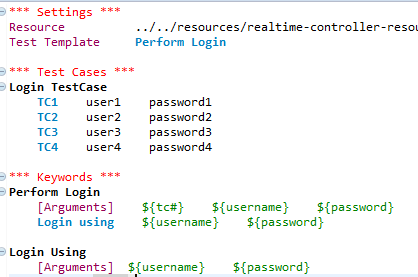 *** Settings ***
Resource ../../resources/realtime-controller-resou
Test Template Perform Login
*** Test Cases ***
Login TestCase
TC1 user1 password1
TC2 user2 password2
TC3 user3 password3
TC4 user4 password4
*** Keywords ***
Perform Login
[Arguments] ${tc#} ${username} ${password}
Login using ${username} ${password}
Login Using
[Arguments] ${username} ${password}